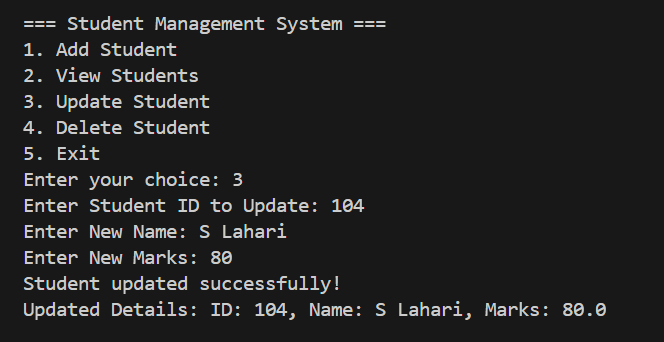 === Student Management System ===
1. Add Student
2. View Students
3. Update Student
4. Delete Student
5. Exit
Enter your choice: 3
Enter Student ID to Update: 104
Enter New Name: S Lahari
Enter New Marks: 80
Student updated successfully!
Updated Details: ID: 104, Name: S Lahari, Marks: 80.0